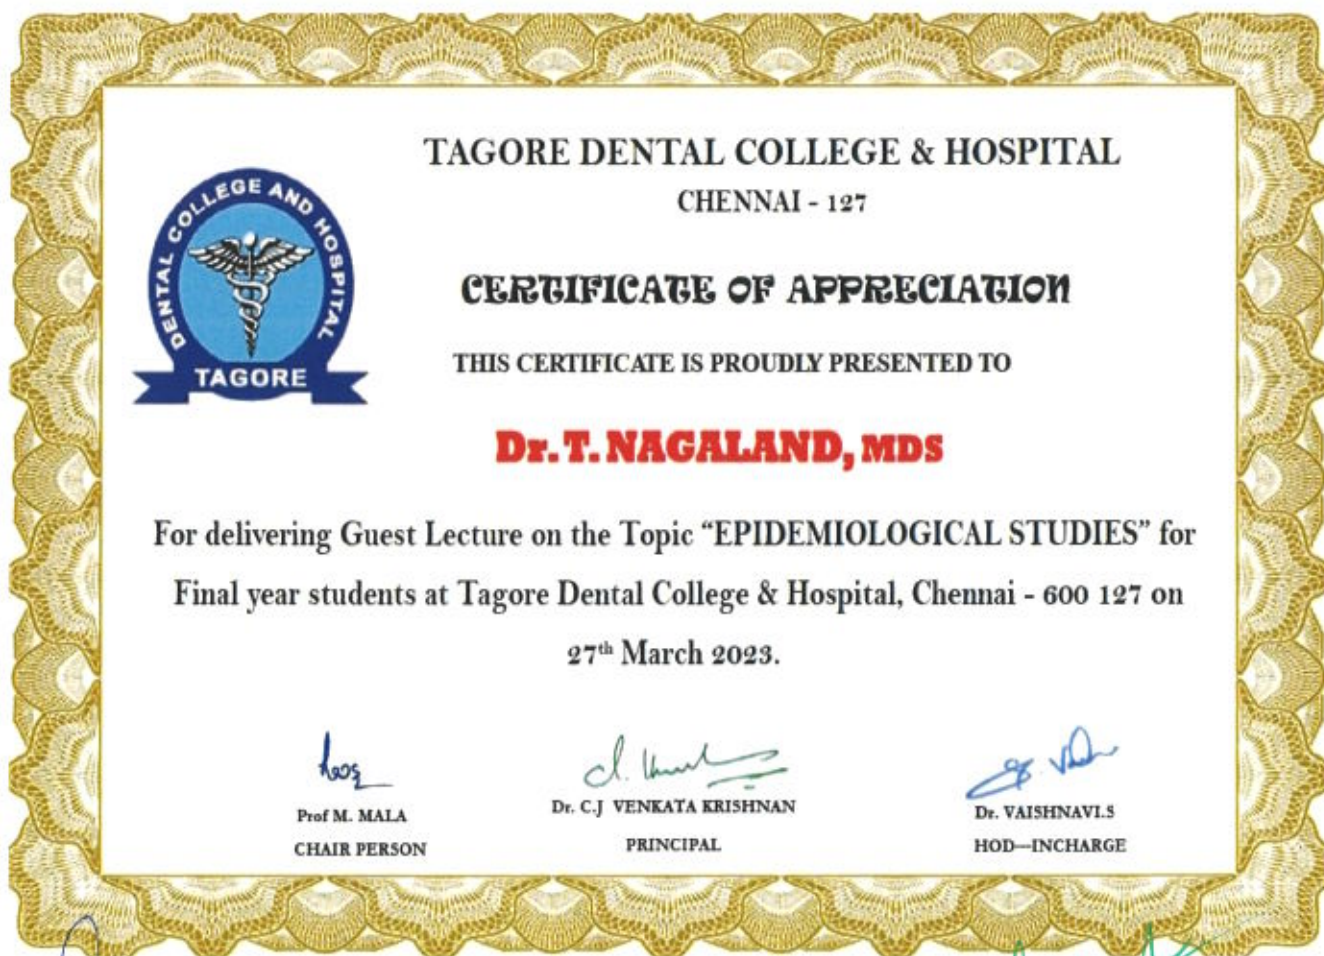 DENTAL COLLEGE AND HOSPITAL
TAGORE
TAGORE DENTAL COLLEGE & HOSPITAL
CHENNAI - 127
CERTIFICATE OF APPRECIATION
THIS CERTIFICATE IS PROUDLY PRESENTED TO
Dr. T. NAGALAND, MDS
For delivering Guest Lecture on the Topic “EPIDEMIOLOGICAL STUDIES” for
Final year students at Tagore Dental College & Hospital, Chennai - 600 127 on
27th March 2023.
Prof M. MALA
CHAIR PERSON
Dr. C.J VENKATA KRISHNAN
PRINCIPAL
Dr. VAISHNAVI.S
HOD—INCHARGE